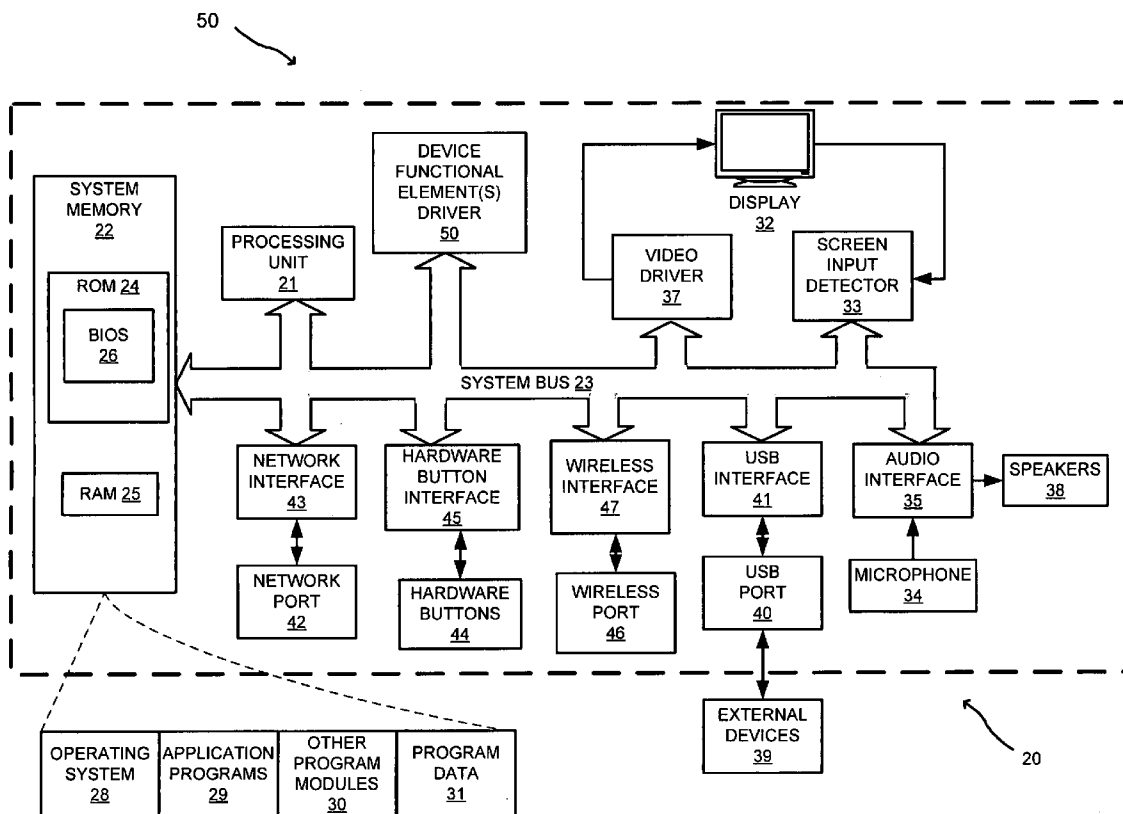 50
SYSTEM
MEMORY
22
ROM 24
BIOS
26
RAM 25
PROCESSING
UNIT
21
DEVICE
FUNCTIONAL
ELEMENT(S)
DRIVER
50
VIDEO
DRIVER
37
DISPLAY
32
SCREEN
INPUT
DETECTOR
33
SYSTEM BUS 23
NETWORK
INTERFACE
43
HARDWARE
BUTTON
INTERFACE
45
WIRELESS
INTERFACE
47
USB
INTERFACE
41
AUDIO
INTERFACE
35
SPEAKERS
38
NETWORK
PORT
42
HARDWARE
BUTTONS
44
WIRELESS
PORT
46
USB
PORT
40
MICROPHONE
34
EXTERNAL
DEVICES
39
20
OPERATING
SYSTEM
28
APPLICATION
PROGRAMS
29
OTHER
PROGRAM
MODULES
30
PROGRAM
DATA
31